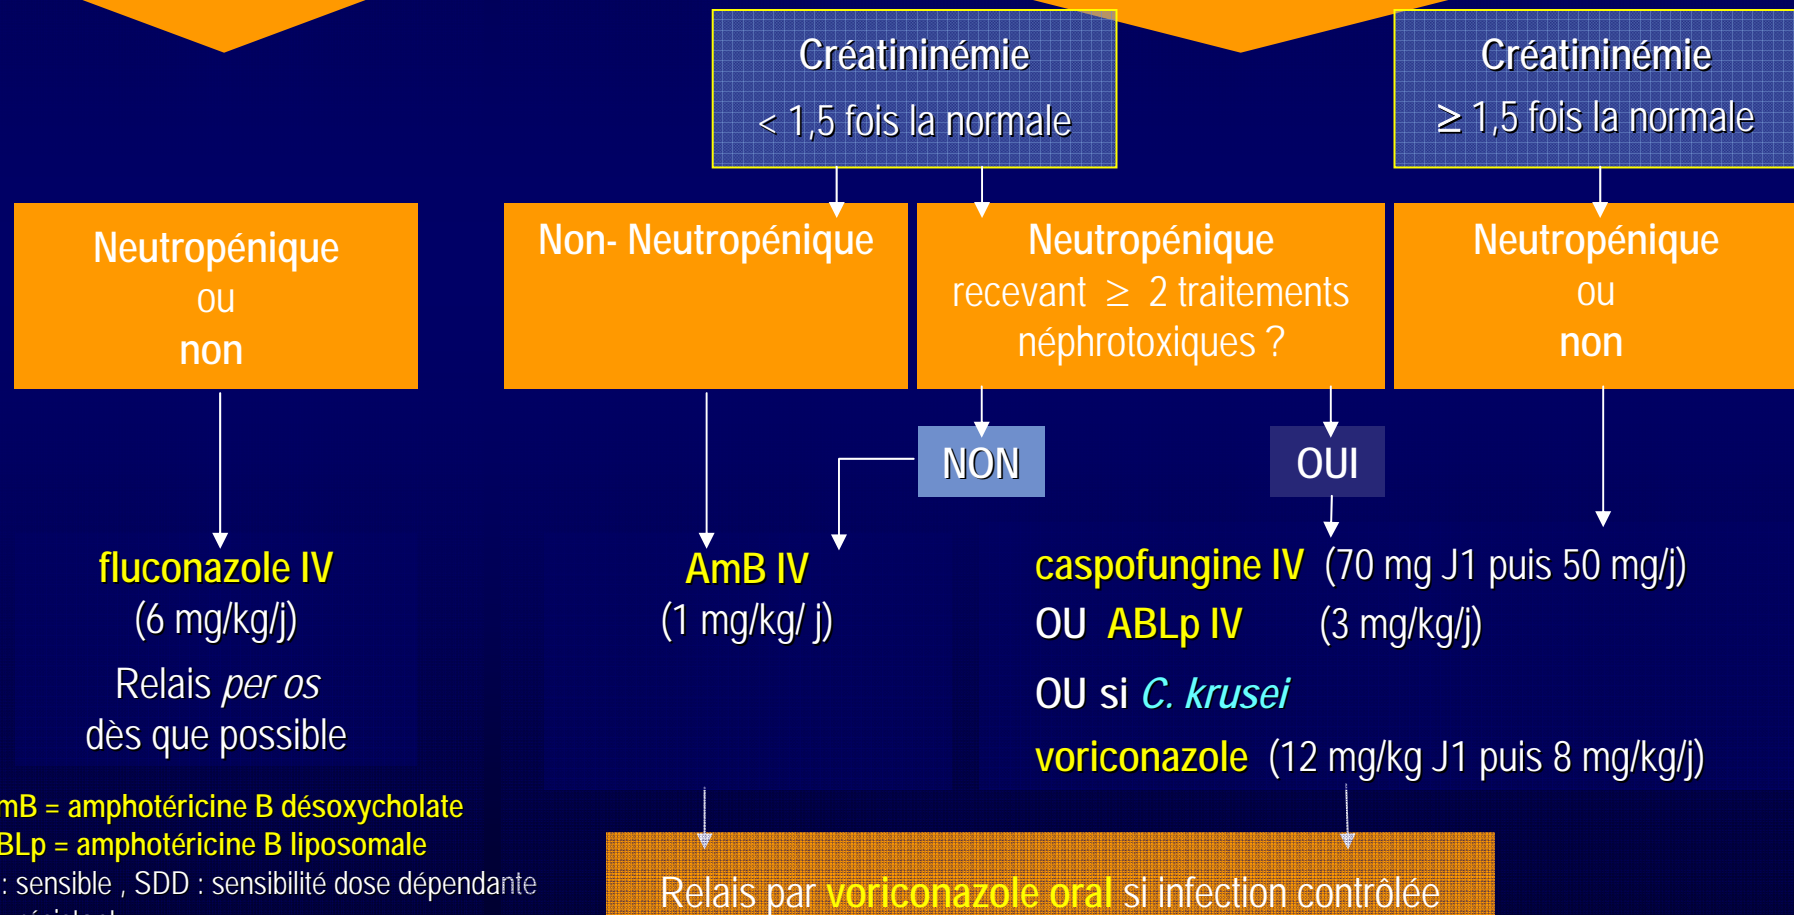 Créatininémie
< 1,5 fois la normale
Créatininémie
≥ 1,5 fois la normale
Neutropénique
ou
non
Non- Neutropénique
Neutropénique
recevant ≥ 2 traitements
néphrotoxiques ?
Neutropénique
ou
non
NON
OUI
fluconazole IV
(6 mg/kg/j)
Relais per os
dès que possible
AmB IV
(1 mg/kg/ j)
caspofungine IV (70 mg J1 puis 50 mg/j)
OU ABLp IV (3 mg/kg/j)
OU si C. krusei
voriconazole (12 mg/kg J1 puis 8 mg/kg/j)
mB = amphotéricine B désoxycholate
BLp = amphotéricine B liposomale
: sensible , SDD : sensibilité dose dépendante
Relais par voriconazole oral si infection contrôlée